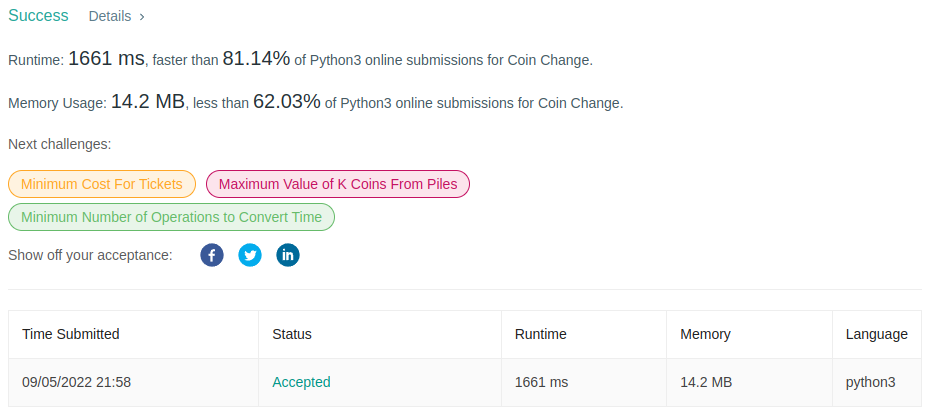 Success Details >
Runtime: 1661 ms, faster than 81.14% of Python3 online submissions for Coin Change.
Memory Usage: 14.2 MB, less than 62.03% of Python3 online submissions for Coin Change.
Next challenges:
Minimum Cost For Tickets Maximum Value of K Coins From Piles
Minimum Number of Operations to Convert Time
Show off your acceptance: f in
Time Submitted Status Runtime Memory Language
09/05/2022 21:58 Accepted 1661 ms 14.2 MB python3